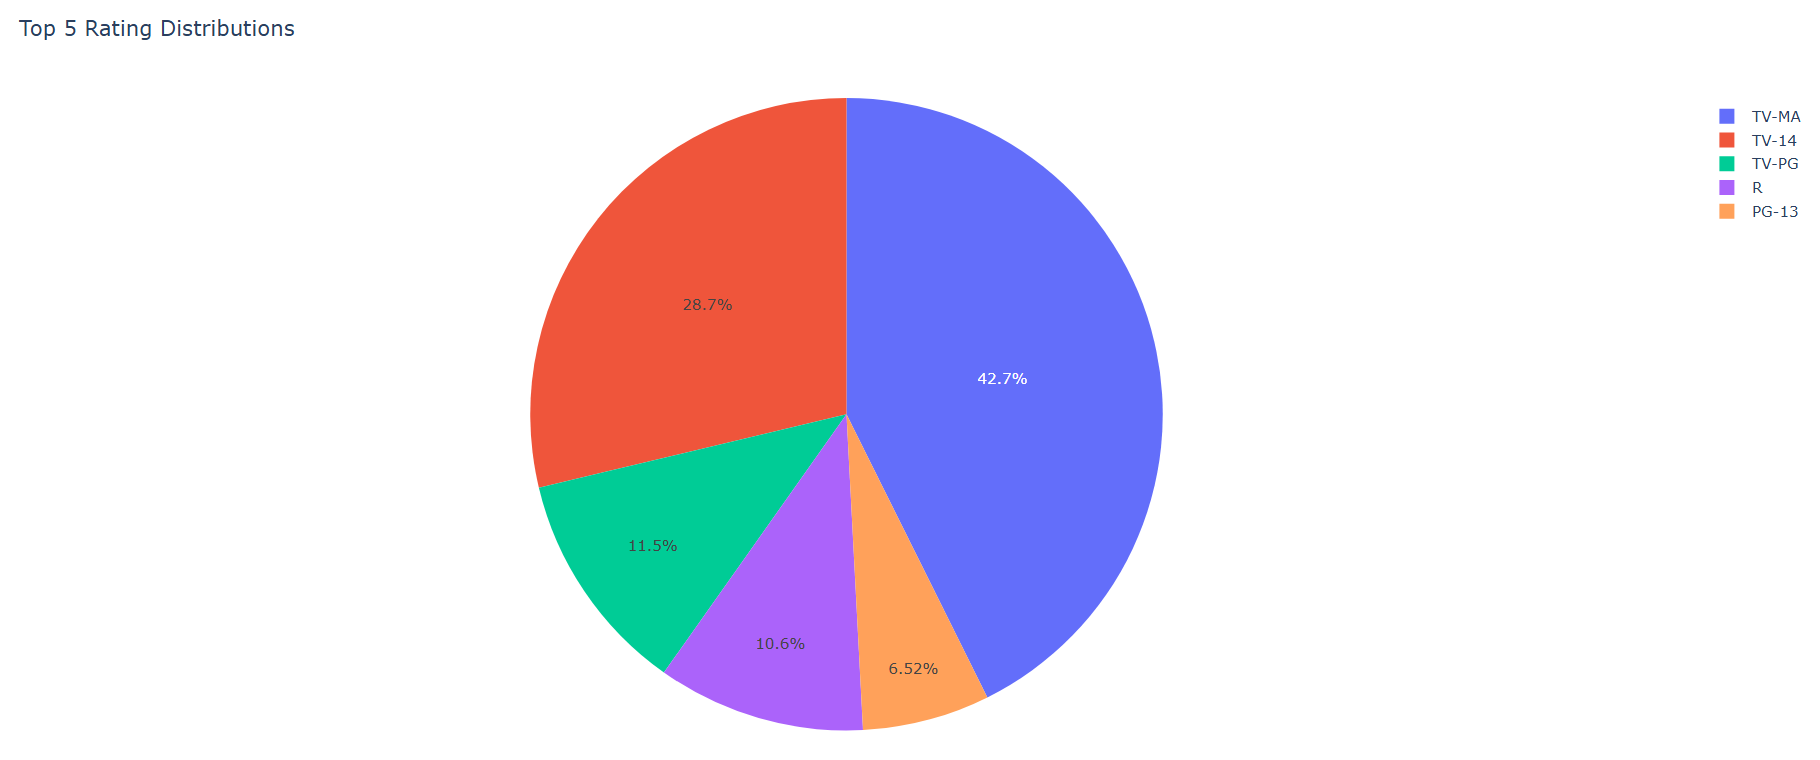 Top 5 Rating Distributions
TV-MA
TV-14
TV-PG
R
PG-13
28.7%
42.7%
11.5%
10.6%
6.52%